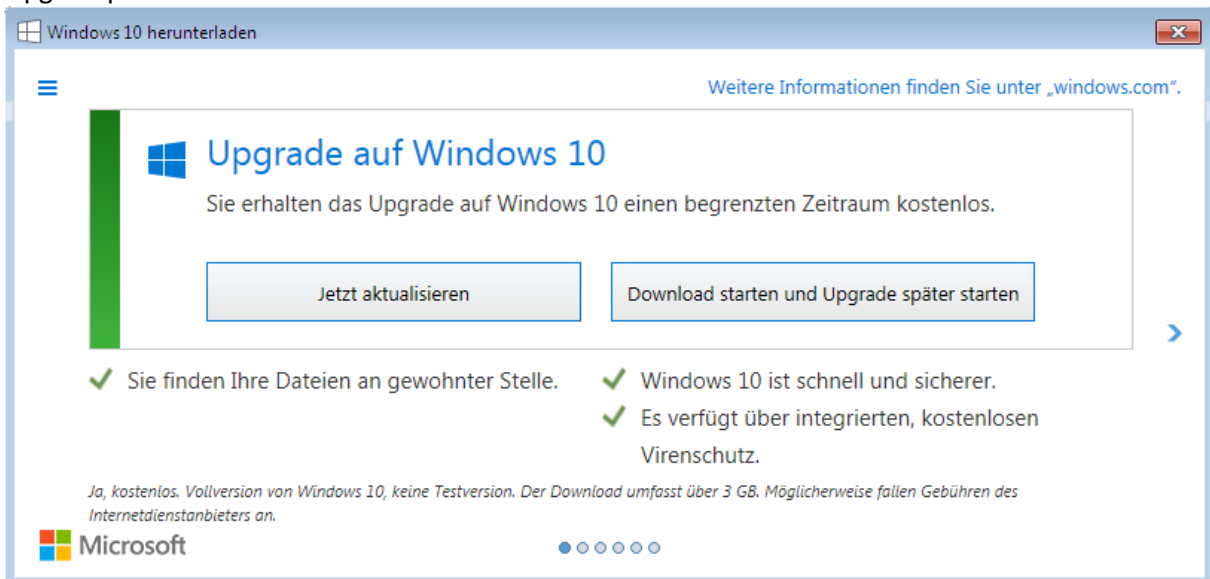 Windows 10 herunterladen
Weitere Informationen finden Sie unter „windows.com“.
Upgrade auf Windows 10
Sie erhalten das Upgrade auf Windows 10 einen begrenzten Zeitraum kostenlos.
Jetzt aktualisieren
Download starten und Upgrade später starten
Sie finden Ihre Dateien an gewohnter Stelle.
Windows 10 ist schnell und sicherer.
Es verfügt über integrierten, kostenlosen
Virenschutz.
Ja, kostenlos. Vollversion von Windows 10, keine Testversion. Der Download umfasst über 3 GB. Möglicherweise fallen Gebühren des
Internetdienstanbieters an.
Microsoft